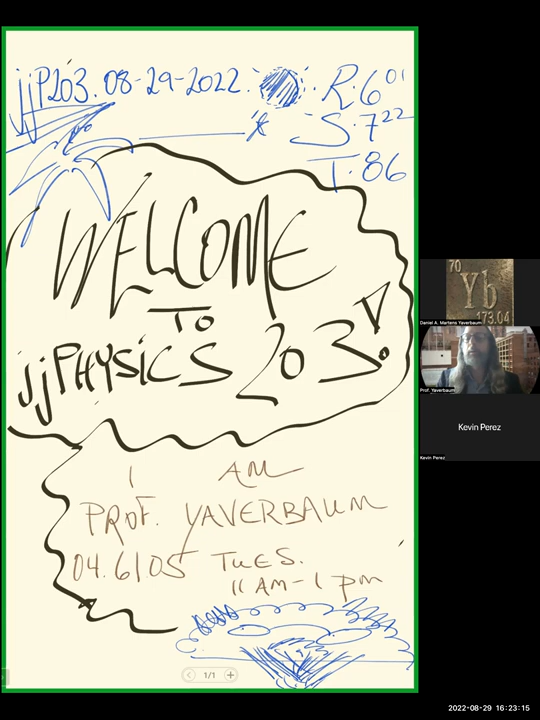 jjP203.08-29-2022.
R.6⁰¹
S.7²²
T.86
WELCOME
TO
jjPHYSICS 203!
I AM
PROF. YAVERBAUM
04.6105 TUES.
11 AM-1 pm
1/1
70
Yb
173.04
Daniel A. Martens Yaverbaum
Prof. Yaverbaum
Kevin Perez
Kevin Perez
2022-08-29 16:23:15